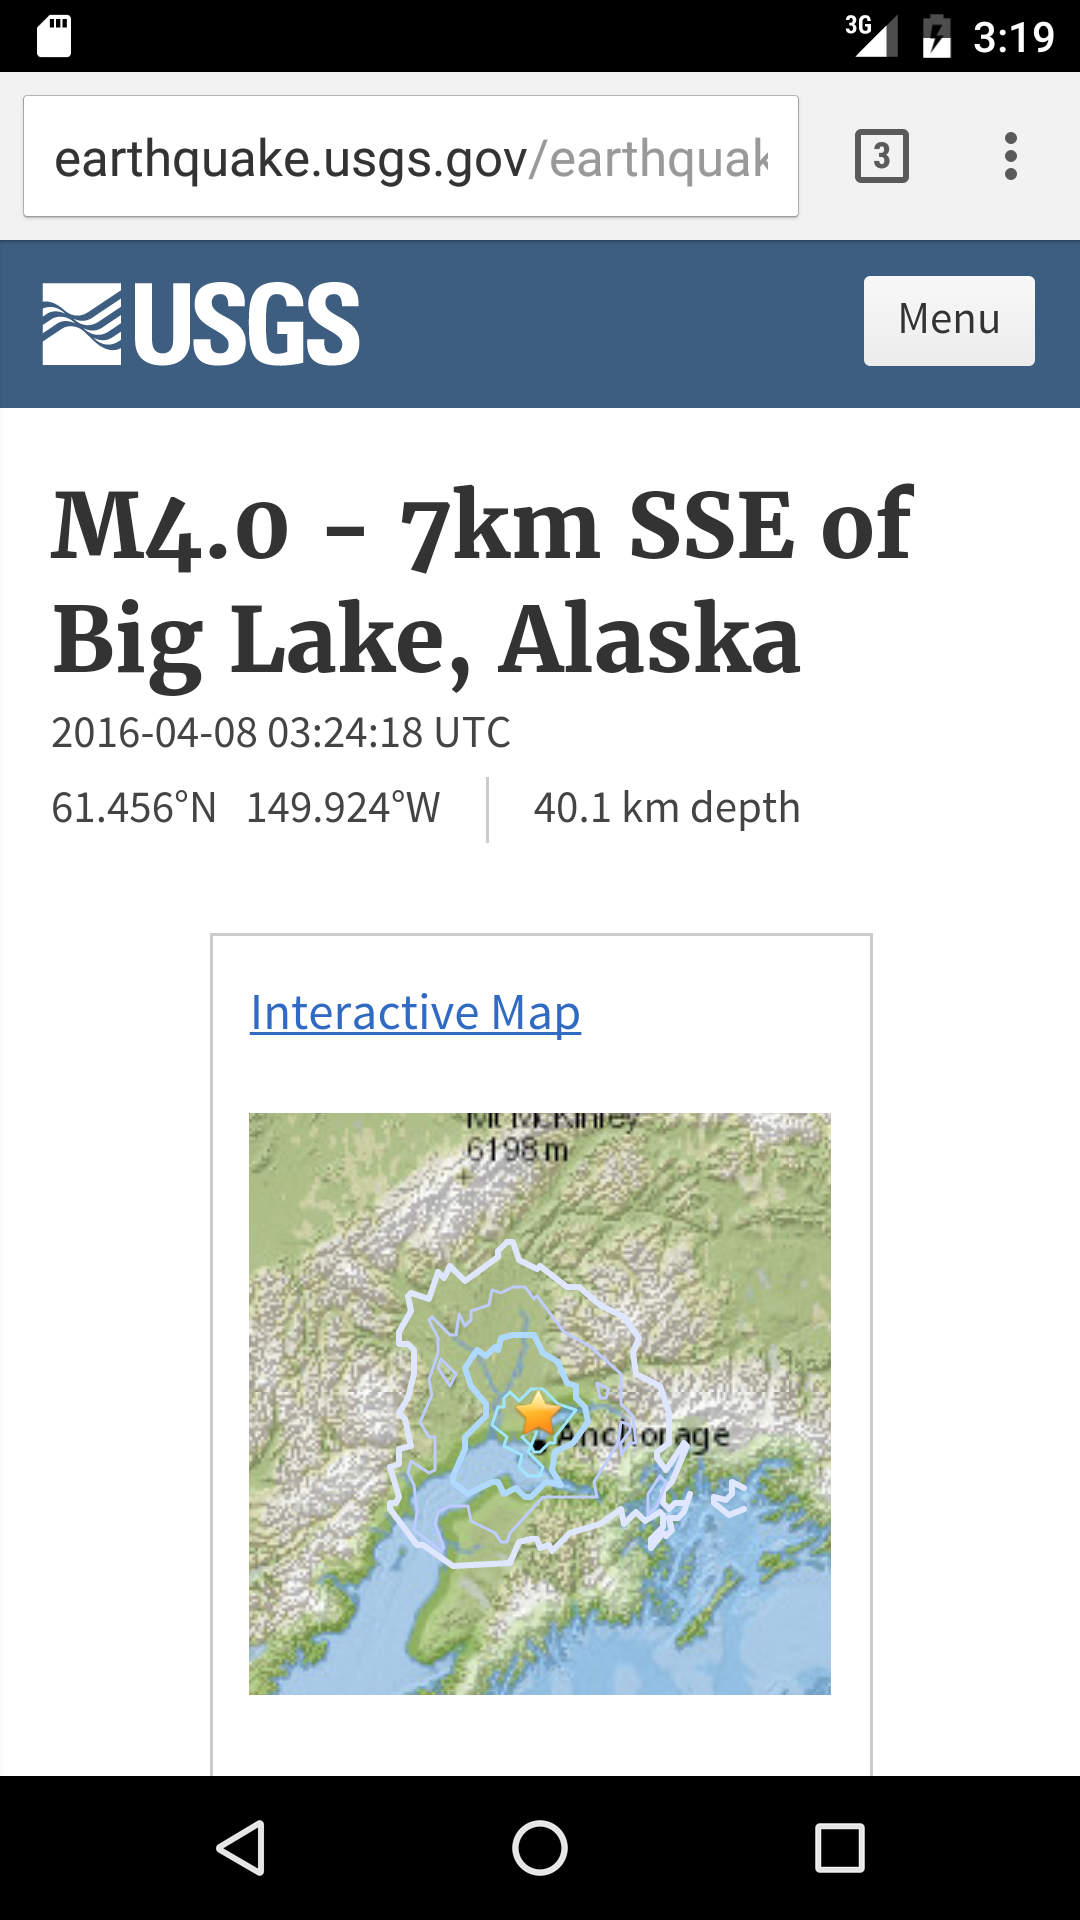 3G 3:19
earthquake.usgs.gov/earthquak
3
USGS
Menu
M4.0 - 7km SSE of
Big Lake, Alaska
2016-04-08 03:24:18 UTC
61.456°N 149.924°W 40.1 km depth
Interactive Map
Mt McKinley
6198 m
Anchorage